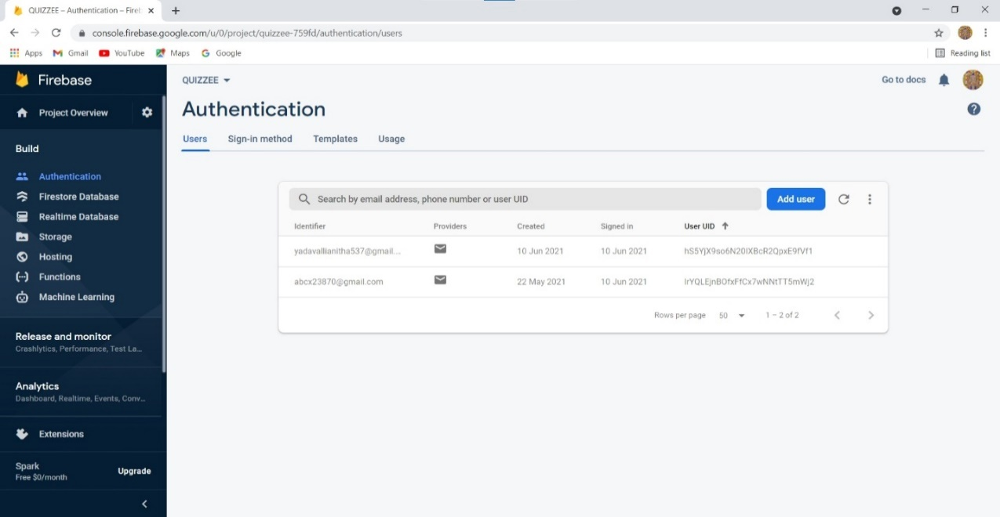 QUIZZEE – Authentication – Fire
console.firebase.google.com/u/0/project/quizzee-759fd/authentication/users
Apps Gmail YouTube Maps Google Reading list
Firebase QUIZZEE Go to docs
Project Overview Authentication
Users Sign-in method Templates Usage
Build
Authentication
Firestore Database
Realtime Database
Storage
Hosting
Functions
Machine Learning
Search by email address, phone number or user UID Add user
Identifier Providers Created Signed in User UID
yadavallianitha537@gmail... 10 Jun 2021 10 Jun 2021 hS5YjX9so6N20IXBcR2QpxE9fVf1
abcx23870@gmail.com 22 May 2021 10 Jun 2021 IrYQLEjnBOfxFfCx7wNNtTT5mWj2
Rows per page 50 1 – 2 of 2
Release and monitor
Crashlytics, Performance, Test La...
Analytics
Dashboard, Realtime, Events, Conv...
Extensions
Spark
Free $0/month Upgrade